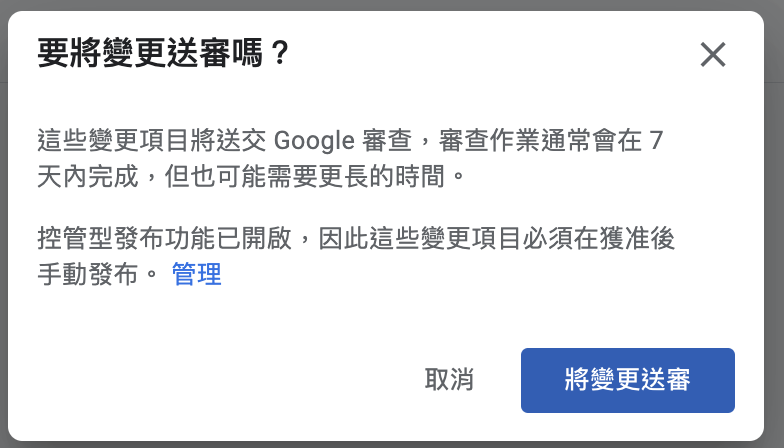 要將變更送審嗎？
這些變更項目將送交 Google 審查，審查作業通常會在 7
天內完成，但也可能需要更長的時間。
控管型發布功能已開啟，因此這些變更項目必須在獲准後
手動發布。 管理
取消
將變更送審